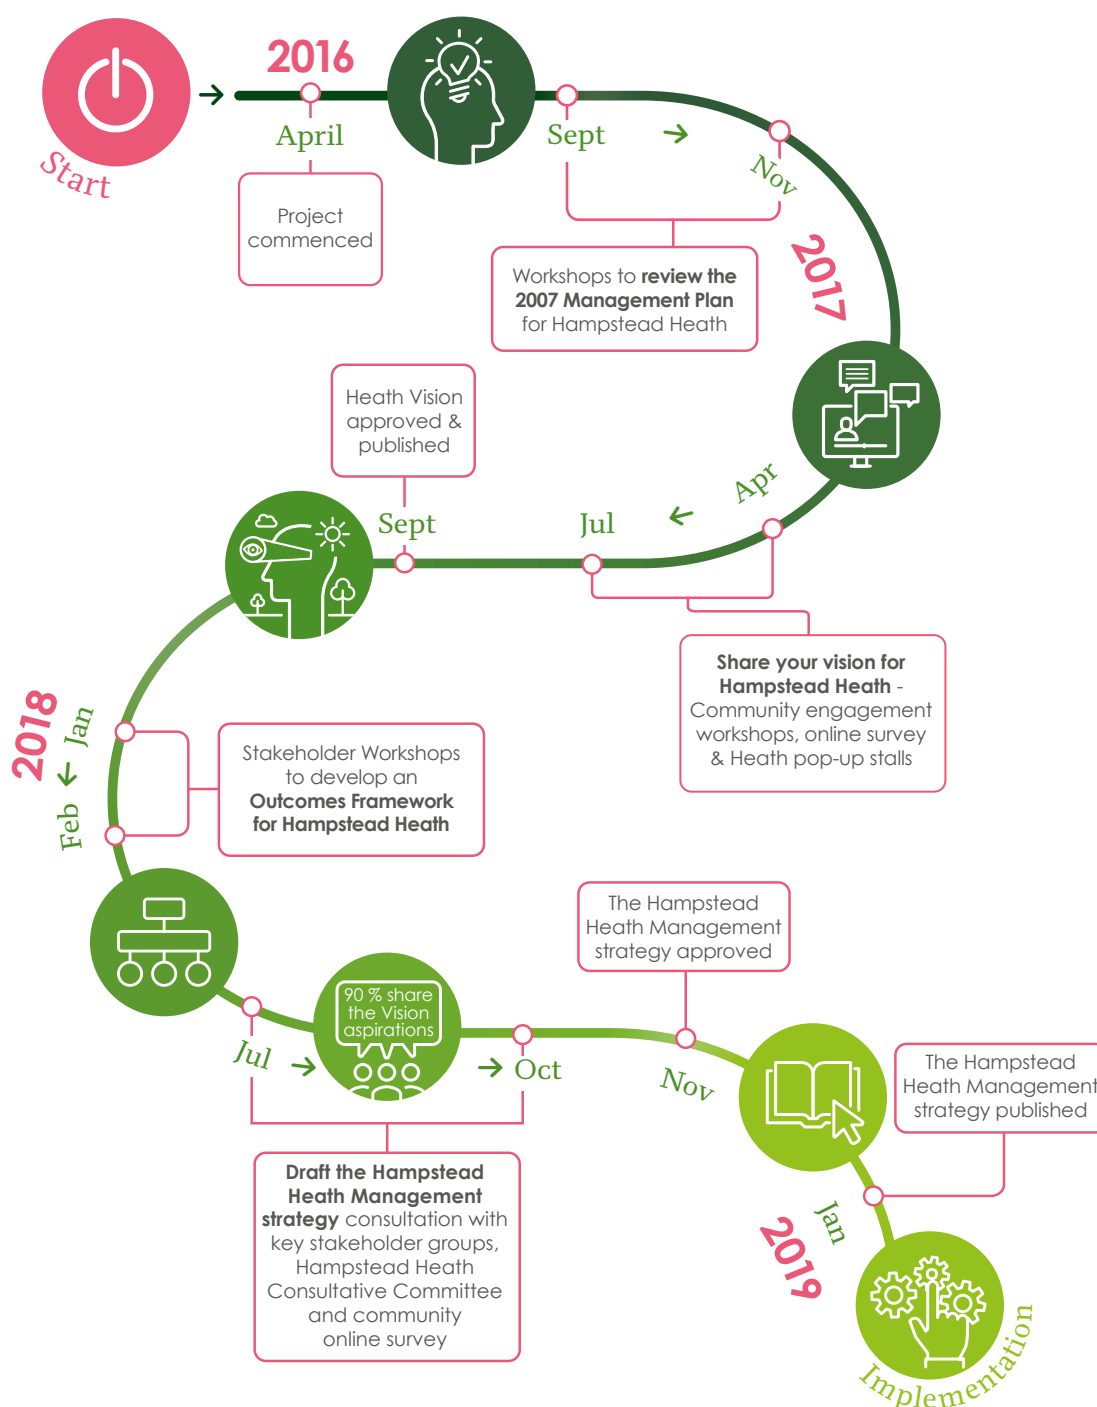 Start
2016
April
Project
commenced
Sept
Nov
Workshops to review the
2007 Management Plan
for Hampstead Heath
2017
Apr
Jul
Share your vision for
Hampstead Heath -
Community engagement
workshops, online survey
& Heath pop-up stalls
Sept
Heath Vision
approved &
published
2018
Jan
Feb
Stakeholder Workshops
to develop an
Outcomes Framework
for Hampstead Heath
Jul
90 % share
the Vision
aspirations
Oct
Draft the Hampstead
Heath Management
strategy consultation with
key stakeholder groups,
Hampstead Heath
Consultative Committee
and community
online survey
The Hampstead
Heath Management
strategy approved
Nov
The Hampstead
Heath Management
strategy published
Jan
2019
Implementation